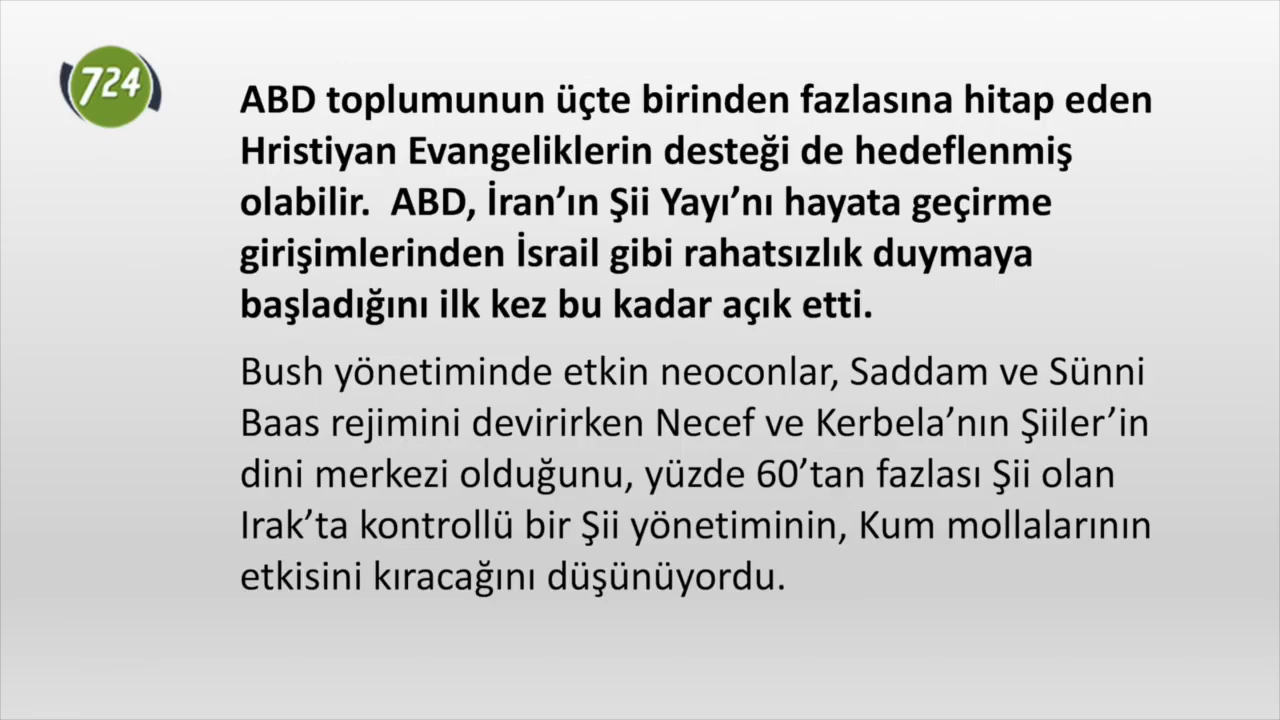 724
ABD toplumunun üçte birinden fazlasına hitap eden
Hristiyan Evangeliklerin desteği de hedeflenmiş
olabilir.  ABD, İran’ın Şii Yayı’nı hayata geçirme
girişimlerinden İsrail gibi rahatsızlık duymaya
başladığını ilk kez bu kadar açık etti.
Bush yönetiminde etkin neoconlar, Saddam ve Sünni
Baas rejimini devirirken Necef ve Kerbela’nın Şiiler’in
dini merkezi olduğunu, yüzde 60’tan fazlası Şii olan
Irak’ta kontrollü bir Şii yönetiminin, Kum mollalarının
etkisini kıracağını düşünüyordu.